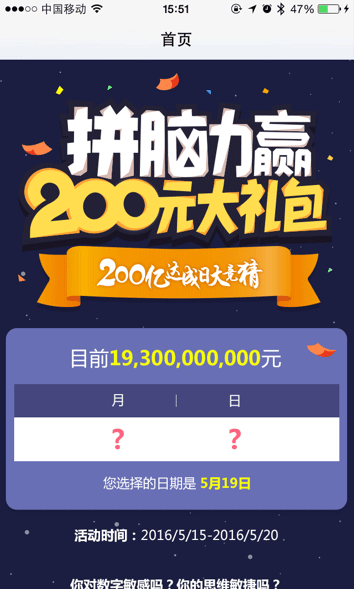 中国移动 15:51 47%
首页
拼脑力赢
200元大礼包
200亿达成日大竞猜
目前19,300,000,000元
月 | 日
? ?
您选择的日期是 5月19日
活动时间：2016/5/15-2016/5/20
你对数字敏感吗？你的思维敏捷吗？